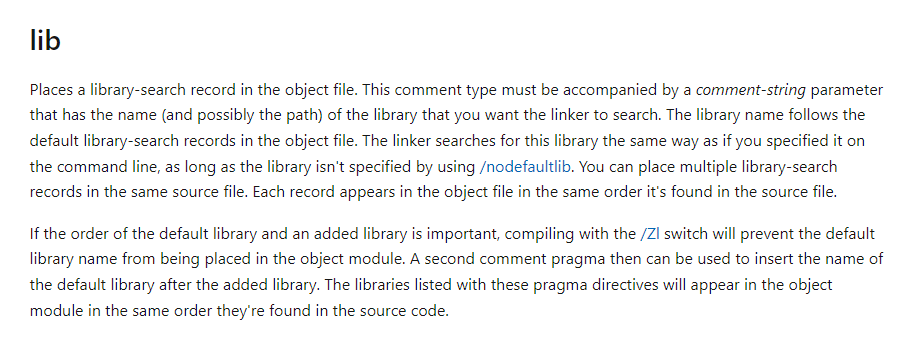 lib
Places a library-search record in the object file. This comment type must be accompanied by a comment-string parameter
that has the name (and possibly the path) of the library that you want the linker to search. The library name follows the
default library-search records in the object file. The linker searches for this library the same way as if you specified it on
the command line, as long as the library isn't specified by using /nodefaultlib. You can place multiple library-search
records in the same source file. Each record appears in the object file in the same order it's found in the source file.
If the order of the default library and an added library is important, compiling with the /Zl switch will prevent the default
library name from being placed in the object module. A second comment pragma then can be used to insert the name of
the default library after the added library. The libraries listed with these pragma directives will appear in the object
module in the same order they're found in the source code.